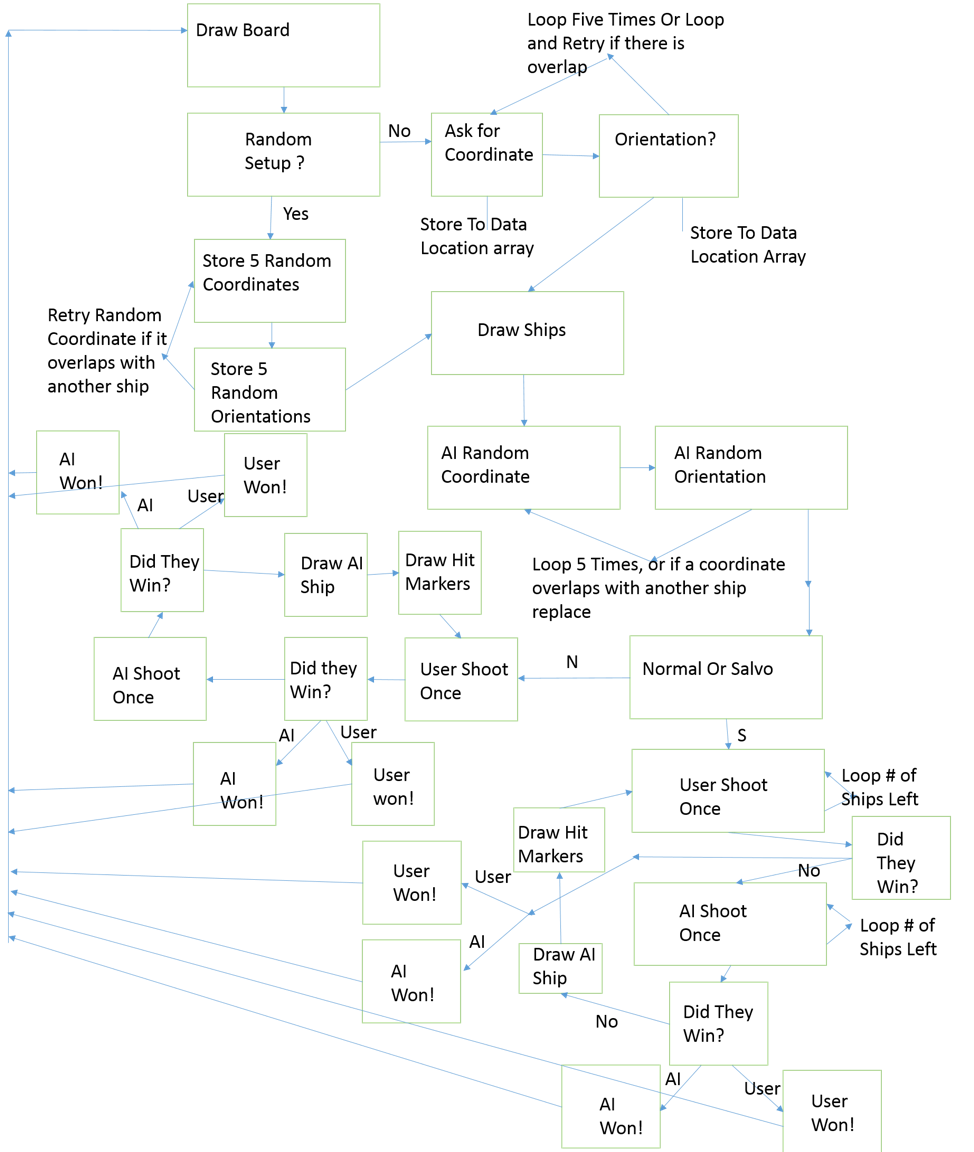 Loop Five Times Or Loop
and Retry if there is
overlap
Draw Board
Random
Setup ?
No
Ask for
Coordinate
Orientation?
Yes
Store To Data
Location array
Store To Data
Location Array
Store 5 Random
Coordinates
Retry Random
Coordinate if it
overlaps with
another ship
Draw Ships
Store 5
Random
Orientations
AI Random
Coordinate
AI Random
Orientation
AI
Won!
User
Won!
AI
User
Did They
Win?
Draw AI
Ship
Draw Hit
Markers
Loop 5 Times, or if a coordinate
overlaps with another ship
replace
AI Shoot
Once
Did they
Win?
User Shoot
Once
N
Normal Or Salvo
AI
User
S
AI
Won!
User
won!
User Shoot
Once
Loop # of
Ships Left
Draw Hit
Markers
Did
They
Win?
User
Won!
User
No
AI Shoot
Once
Loop # of
Ships Left
AI
AI
Won!
Draw AI
Ship
No
Did They
Win?
AI
User
AI
Won!
User
Won!